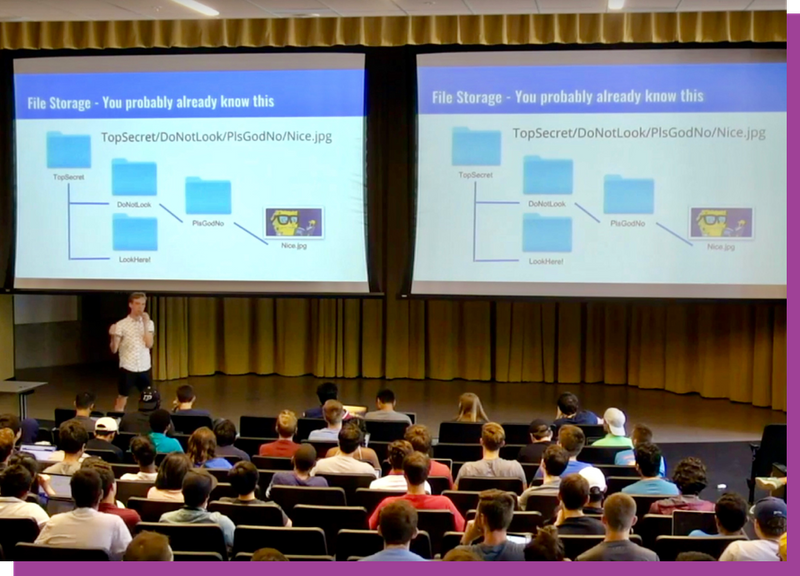 File Storage - You probably already know this
TopSecret/DoNotLook/PlsGodNo/Nice.jpg
TopSecret
DoNotLook
PlsGodNo
LookHere!
Nice.jpg
File Storage - You probably already know this
TopSecret/DoNotLook/PlsGodNo/Nice.jpg
TopSecret
DoNotLook
PlsGodNo
LookHere!
Nice.jpg